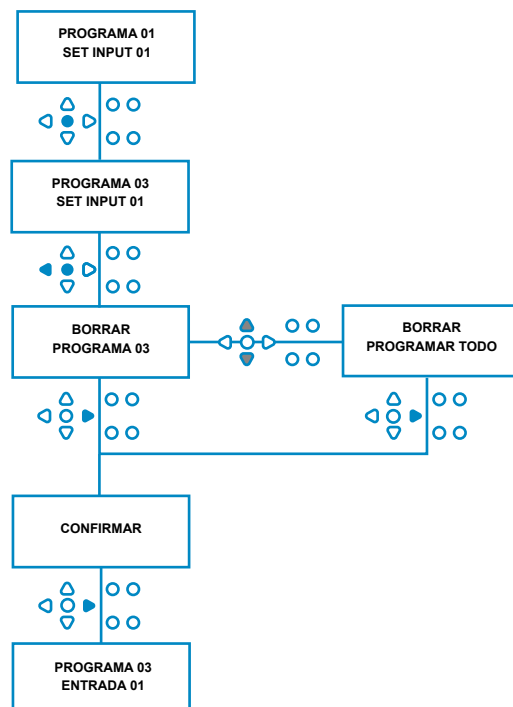 PROGRAMA 01
SET INPUT 01
PROGRAMA 03
SET INPUT 01
BORRAR
PROGRAMA 03
BORRAR
PROGRAMAR TODO
CONFIRMAR
PROGRAMA 03
ENTRADA 01